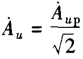 Ȧ_u = Ȧ_up / √2